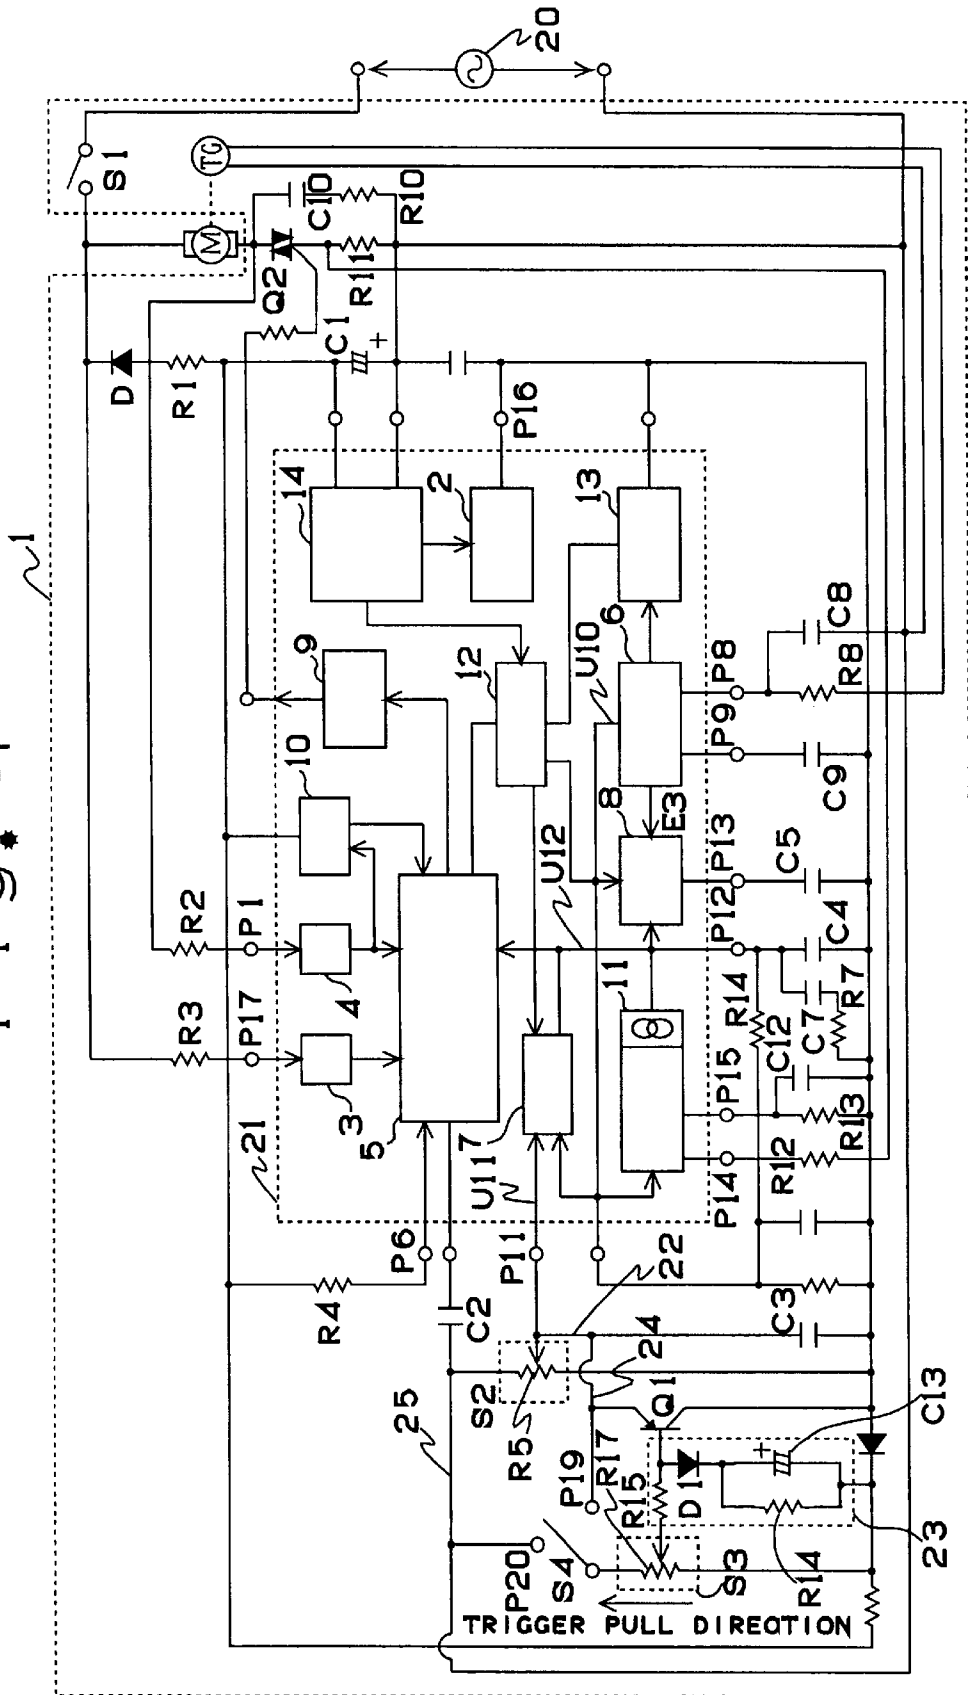 1
20
S1
TG
M
C10
R10
Q2
R11
C1
+
D
R1
P16
14
2
13
9
12
U10
6
P8
C8
R8
10
P9
C9
8
E3
U12
P13
C5
R2
P1
P12
C4
4
R3
P17
11
R14
R7
C7
C12
3
P15
5
21
7
R13
U11
P14
R12
P6
P11
22
R4
C2
C3
24
25
S2
R5
Q1
C13
P19
R17
+
R15
D1
P20
S4
S3
R14
23
TRIGGER PULL DIRECTION